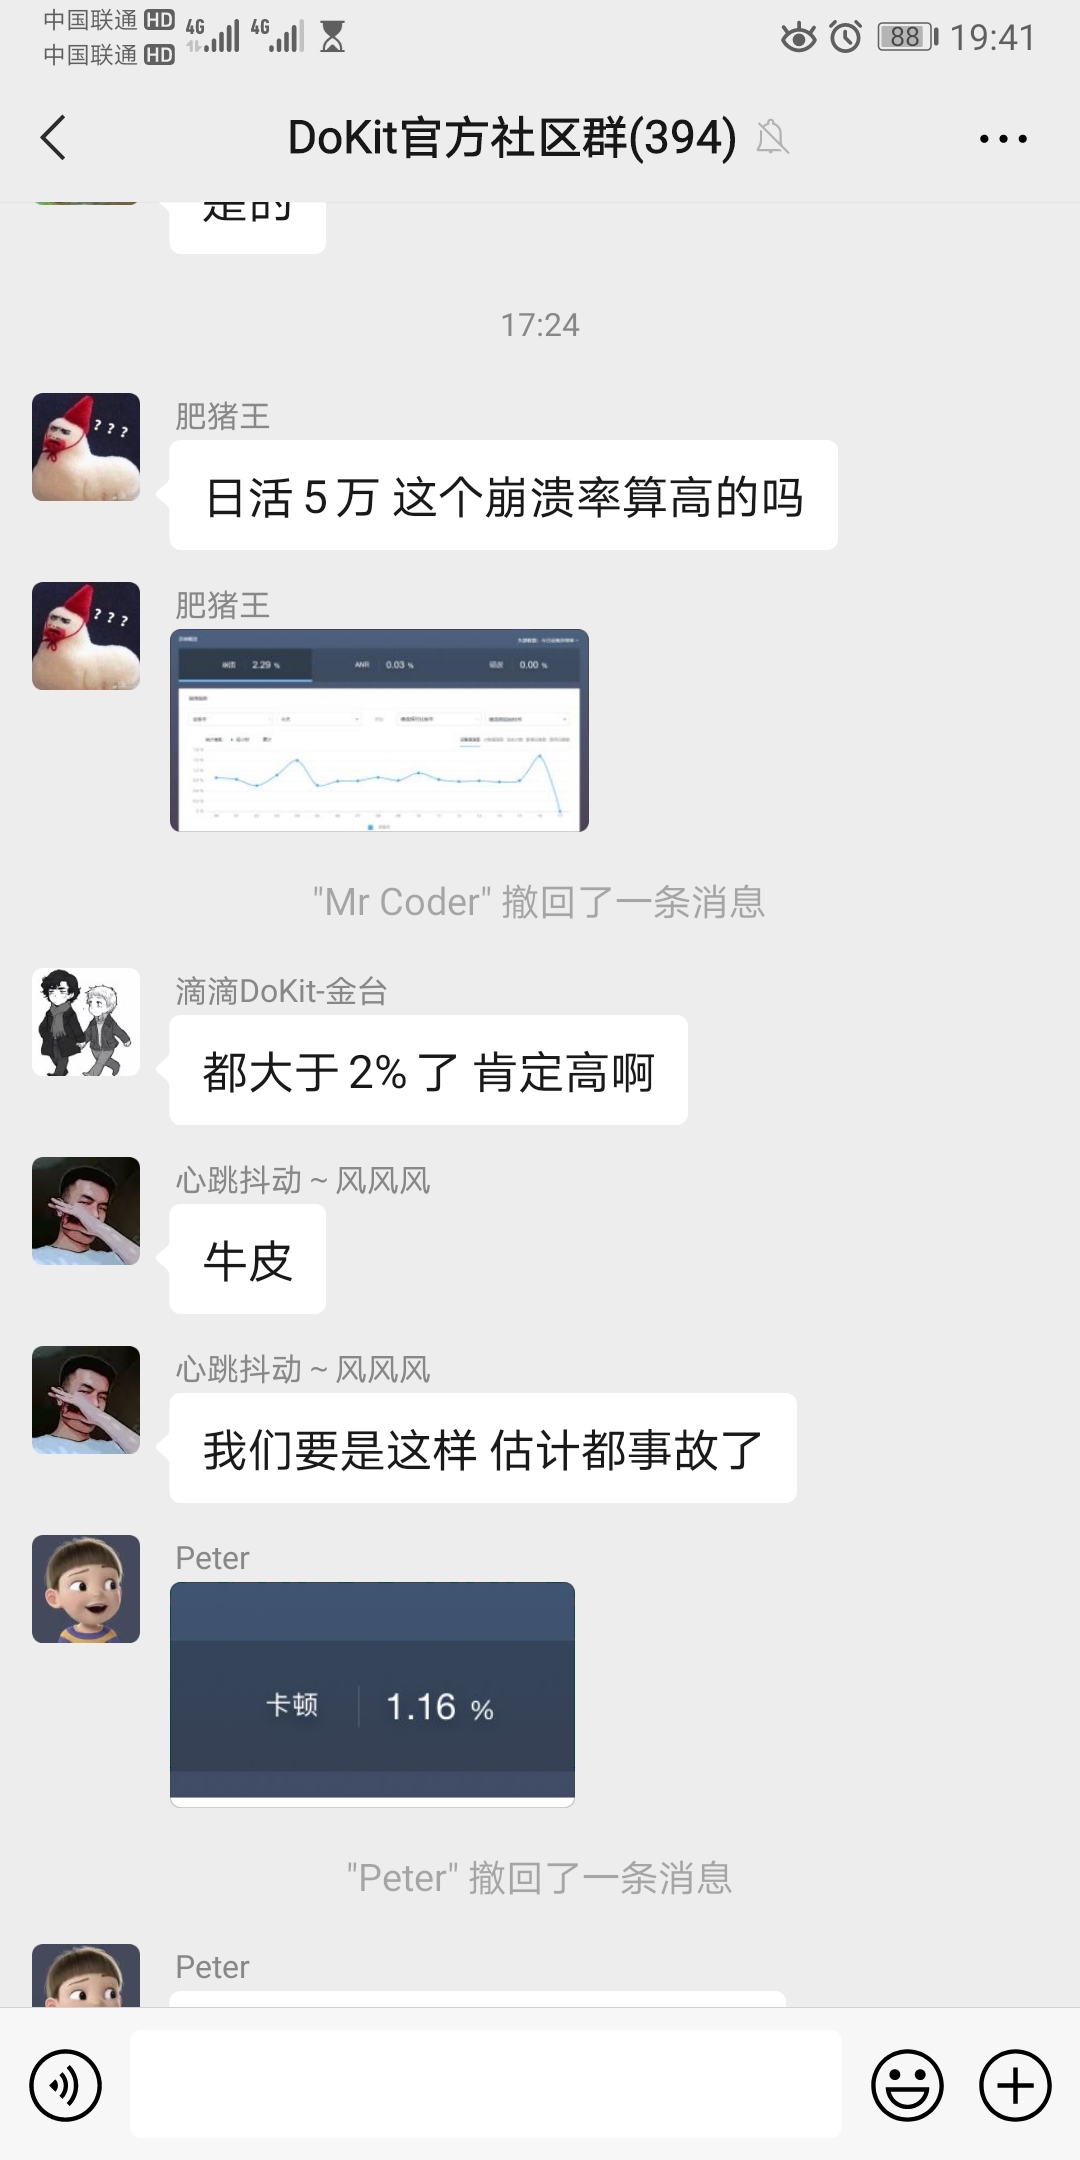 中国联通 HD 4G 4G 88 19:41
中国联通 HD
DoKit官方社区群(394)
是的
17:24
肥猪王
???
日活5万 这个崩溃率算高的吗
肥猪王
???
崩溃 2.29 % ANR 0.03 % 错误 0.00 %
"Mr Coder" 撤回了一条消息
滴滴DoKit-金台
都大于2%了 肯定高啊
心跳抖动 ~ 风风风
牛皮
心跳抖动 ~ 风风风
我们要是这样 估计都事故了
Peter
卡顿 1.16 %
"Peter" 撤回了一条消息
Peter